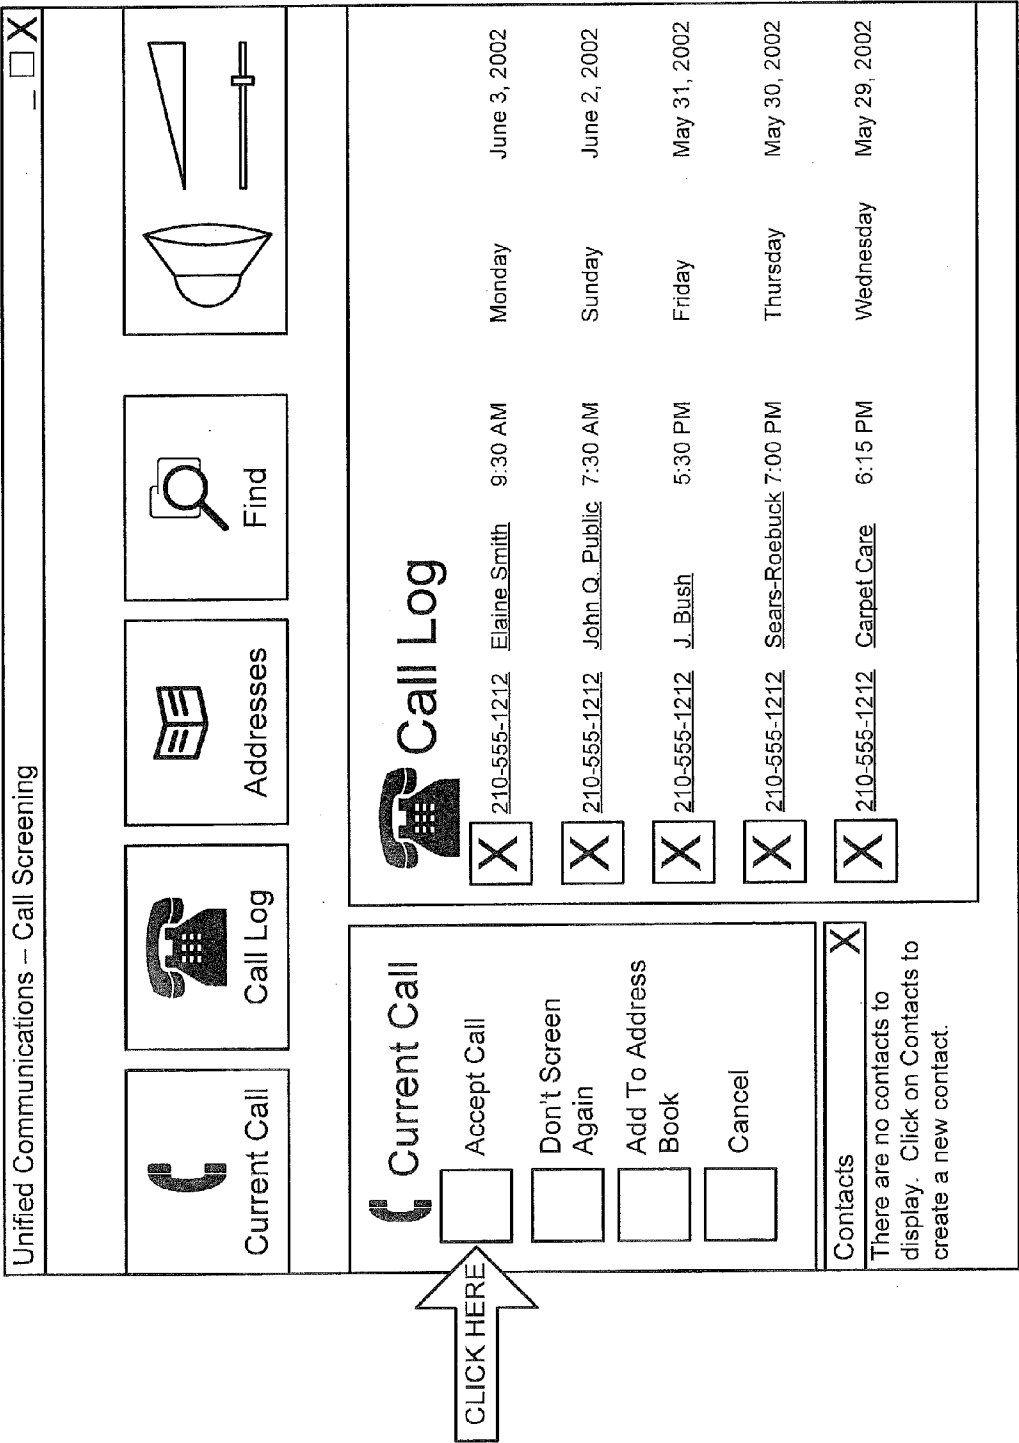 Unified Communications – Call Screening _ □ X
Current Call
Call Log
Addresses
Find
Current Call
CLICK HERE
Accept Call
Don't Screen
Again
Add To Address
Book
Cancel
Contacts X
There are no contacts to
display. Click on Contacts to
create a new contact.
Call Log
X 210-555-1212 Elaine Smith 9:30 AM Monday June 3, 2002
X 210-555-1212 John Q. Public 7:30 AM Sunday June 2, 2002
X 210-555-1212 J. Bush 5:30 PM Friday May 31, 2002
X 210-555-1212 Sears-Roebuck 7:00 PM Thursday May 30, 2002
X 210-555-1212 Carpet Care 6:15 PM Wednesday May 29, 2002